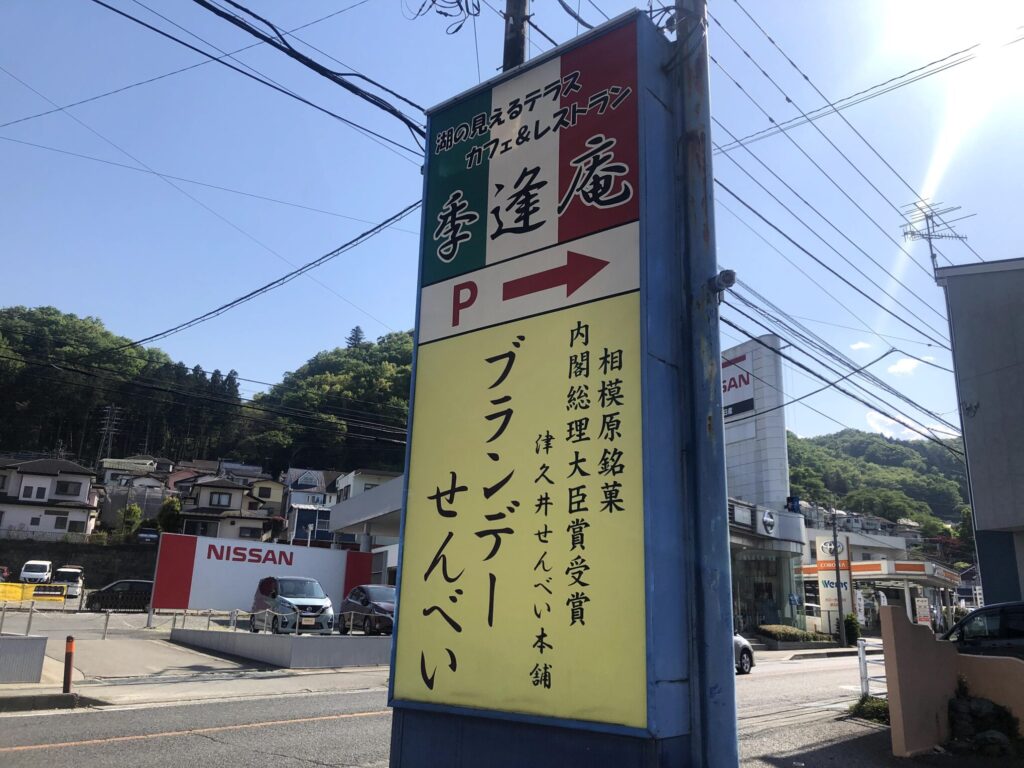 湖の見えるテラス
カフェ&レストラン
季逢庵
P
相模原銘菓
内閣総理大臣賞受賞
津久井せんべい本舗
ブランデー
せんべい
NISSAN
SAN
COROLLA
Weins